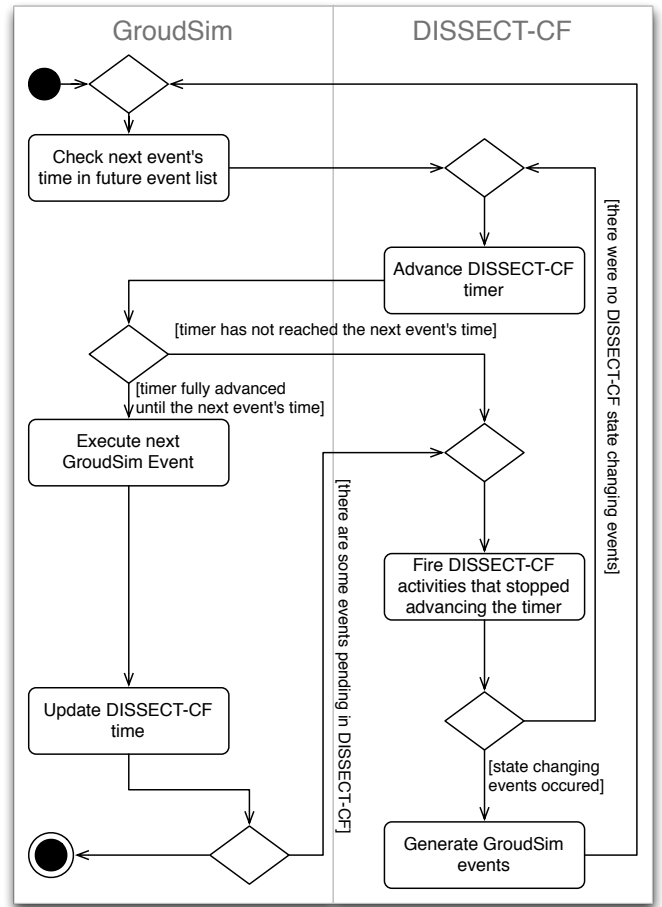 GroudSim
DISSECT-CF
Check next event's
time in future event list
Advance DISSECT-CF
timer
[there were no DISSECT-CF state changing events]
[timer has not reached the next event's time]
[timer fully advanced
until the next event's time]
Execute next
GroudSim Event
[there are some events pending in DISSECT-CF]
Fire DISSECT-CF
activities that stopped
advancing the timer
Update DISSECT-CF
time
[state changing
events occured]
Generate GroudSim
events